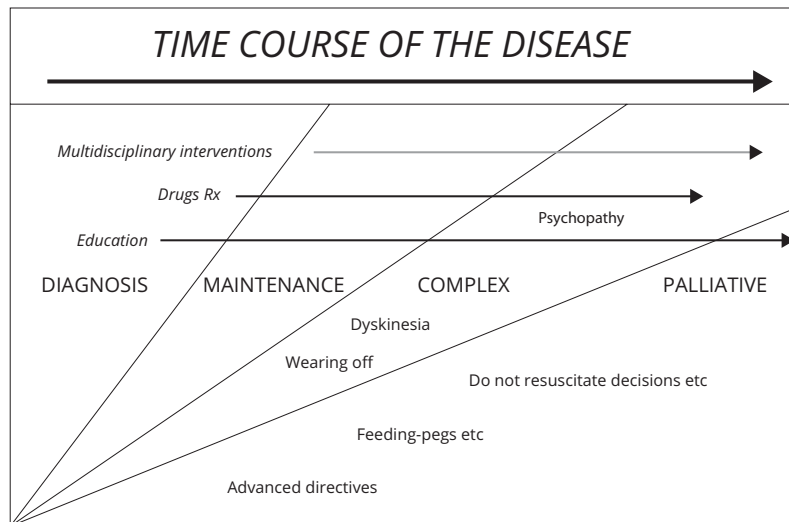 TIME COURSE OF THE DISEASE
Multidisciplinary interventions
Drugs Rx
Psychopathy
Education
DIAGNOSIS
MAINTENANCE
COMPLEX
PALLIATIVE
Dyskinesia
Wearing off
Do not resuscitate decisions etc
Feeding-pegs etc
Advanced directives